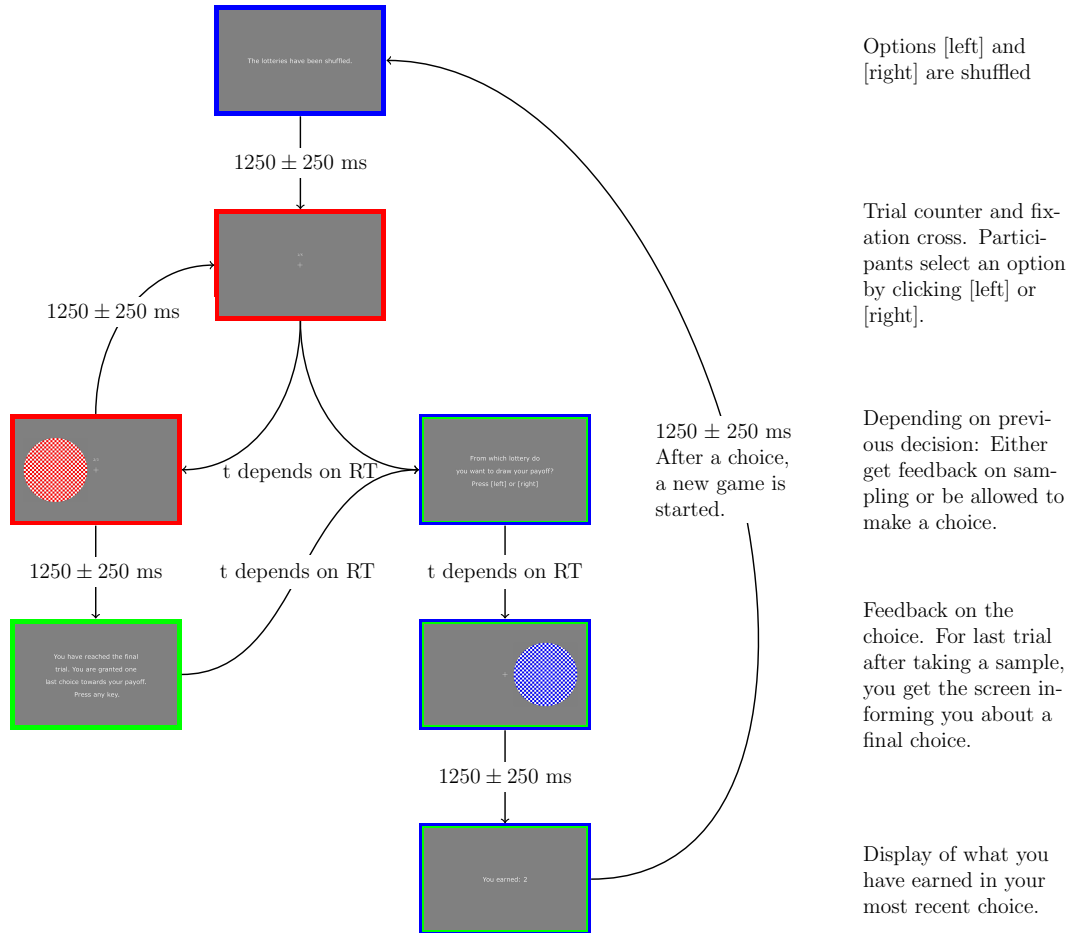 The lotteries have been shuffled.
Options [left] and
[right] are shuffled
1250 ± 250 ms
Trial counter and fix-
ation cross. Partici-
pants select an option
by clicking [left] or
[right].
1250 ± 250 ms
Depending on previ-
ous decision: Either
get feedback on sam-
pling or be allowed to
make a choice.
t depends on RT
From which lottery do
you want to draw your payoff?
Press [left] or [right]
1250 ± 250 ms
After a choice,
a new game is
started.
1250 ± 250 ms
t depends on RT
t depends on RT
Feedback on the
choice. For last trial
after taking a sample,
you get the screen in-
forming you about a
final choice.
You have reached the final
trial. You are granted one
last choice towards your payoff.
Press any key.
1250 ± 250 ms
You earned: 2
Display of what you
have earned in your
most recent choice.